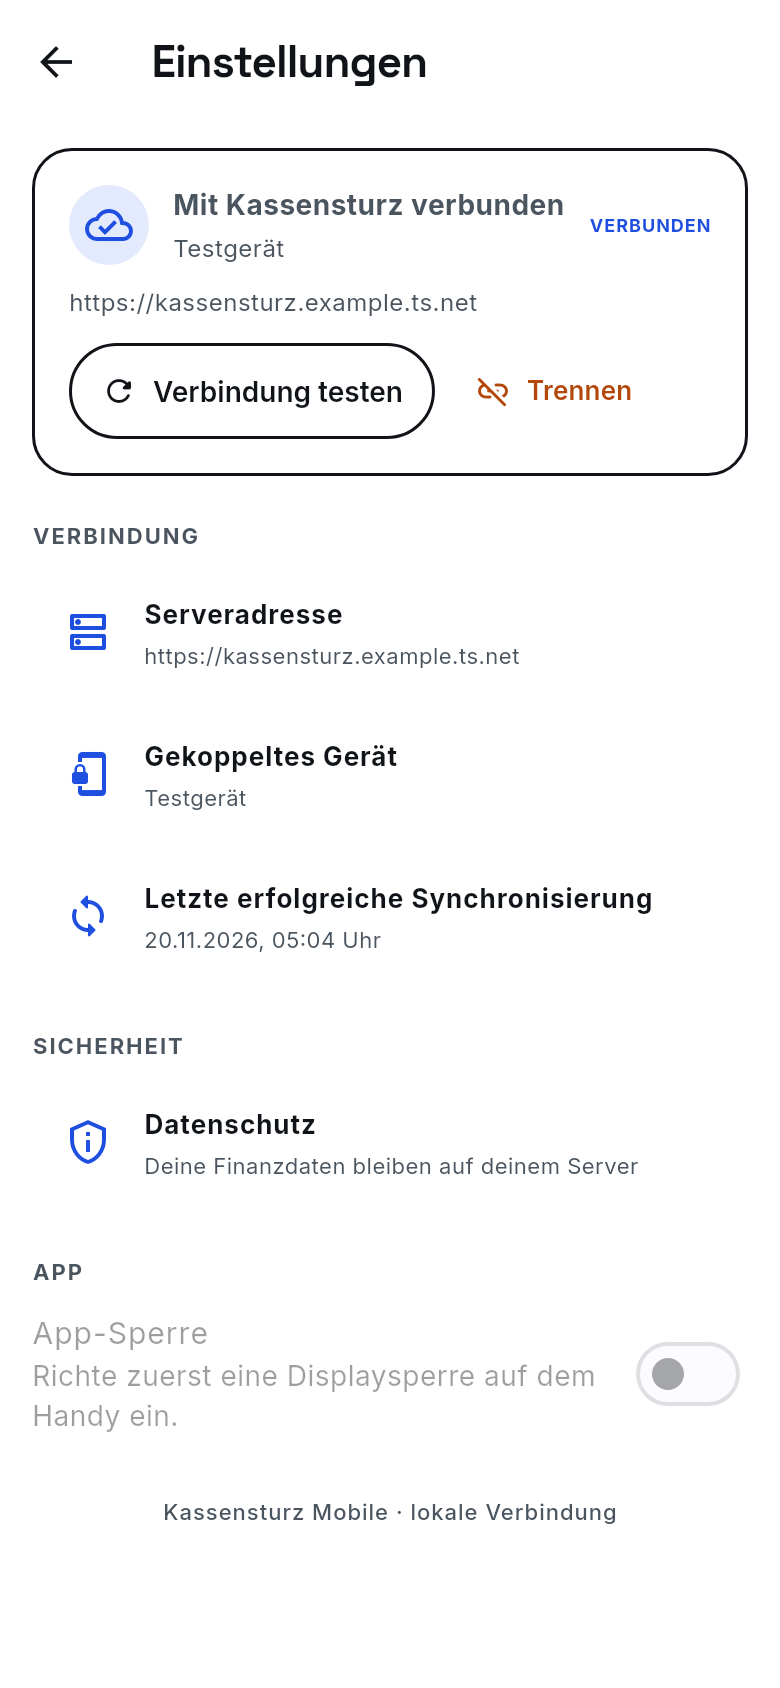 Einstellungen
Mit Kassensturz verbunden
Testgerät
VERBUNDEN
https://kassensturz.example.ts.net
Verbindung testen
Trennen
VERBINDUNG
Serveradresse
https://kassensturz.example.ts.net
Gekoppeltes Gerät
Testgerät
Letzte erfolgreiche Synchronisierung
20.11.2026, 05:04 Uhr
SICHERHEIT
Datenschutz
Deine Finanzdaten bleiben auf deinem Server
APP
App-Sperre
Richte zuerst eine Displaysperre auf dem
Handy ein.
Kassensturz Mobile · lokale Verbindung